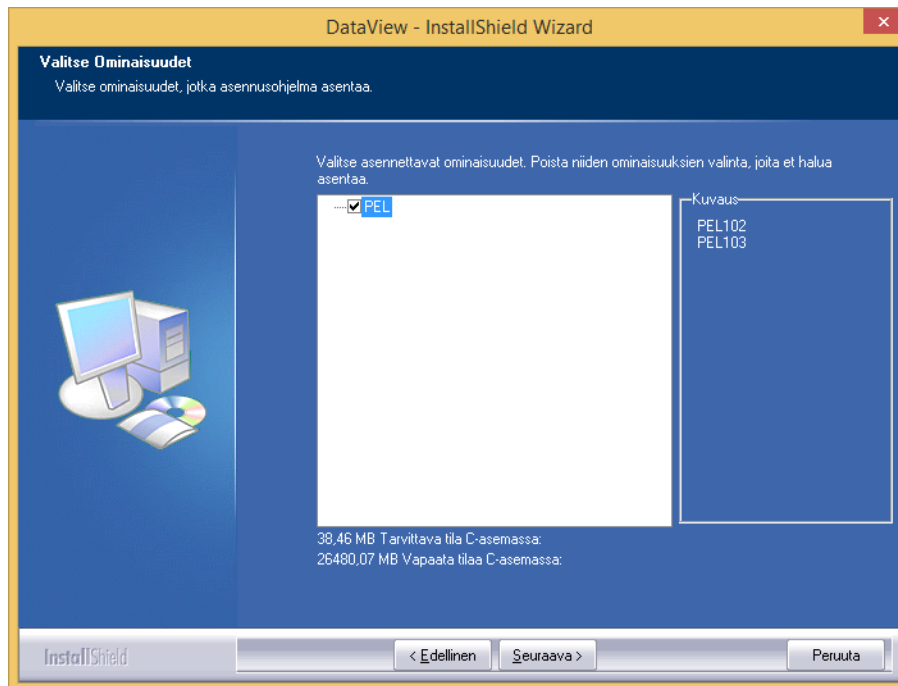 DataView - InstallShield Wizard
Valitse Ominaisuudet
Valitse ominaisuudet, jotka asennusohjelma asentaa.
Valitse asennettavat ominaisuudet. Poista niiden ominaisuuksien valinta, joita et halua
asentaa.
PEL
Kuvaus
PEL102
PEL103
38,46 MB Tarvittava tila C-asemassa:
26480,07 MB Vapaata tilaa C-asemassa:
InstallShield
< Edellinen
Seuraava >
Peruuta